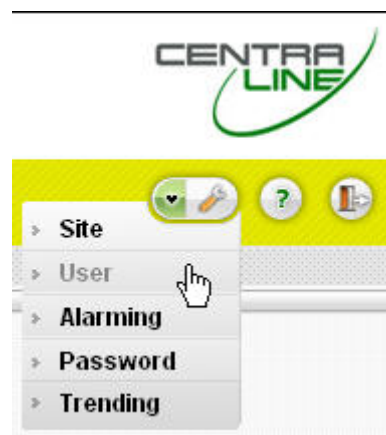 CENTRA
LINE
?
Site
User
Alarming
Password
Trending